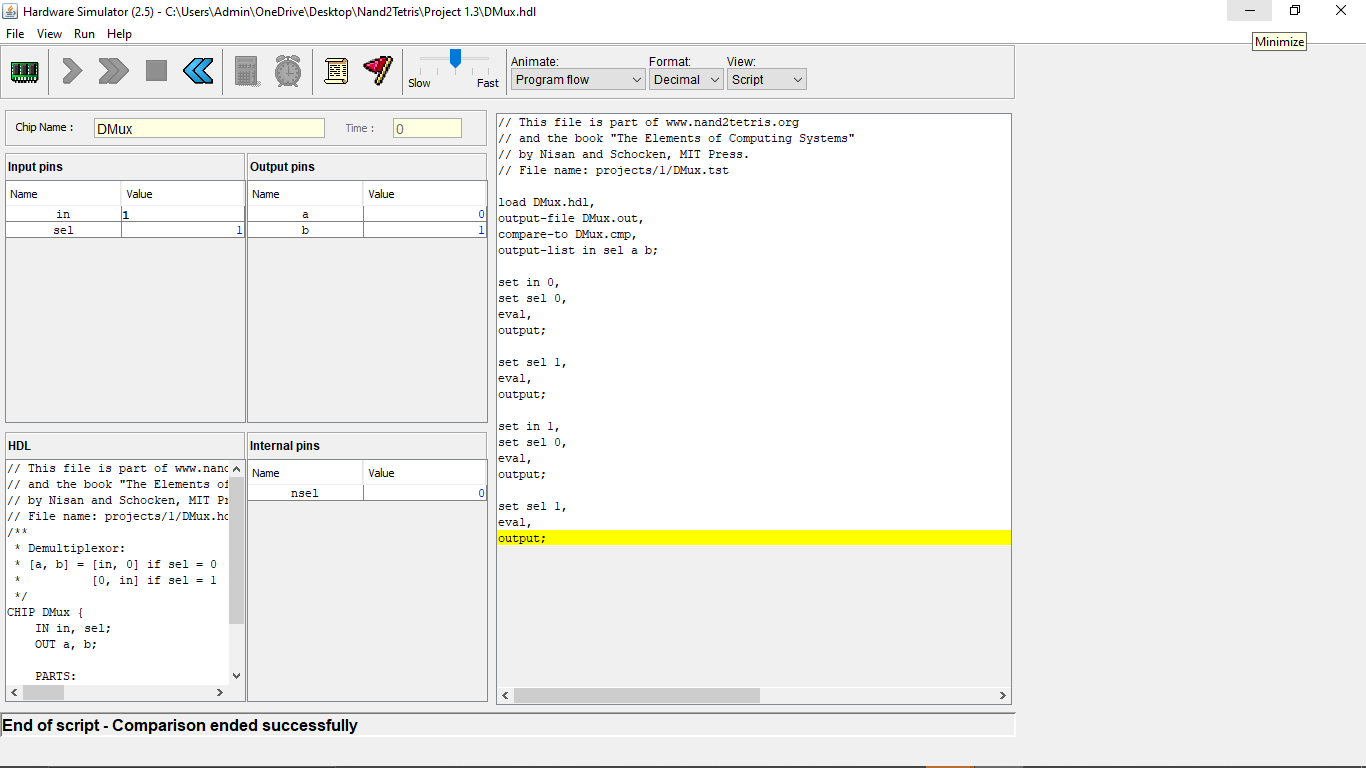 Hardware Simulator (2.5) - C:\Users\Admin\OneDrive\Desktop\Nand2Tetris\Project 1.3\DMux.hdl
Minimize
File View Run Help
Slow Fast
Animate: Format: View:
Program flow Decimal Script
Chip Name : DMux Time : 0
Input pins
Name Value
in 1
sel 1
Output pins
Name Value
a 0
b 1
HDL
// This file is part of www.nand
// and the book "The Elements of
// by Nisan and Schocken, MIT Pr
// File name: projects/1/DMux.hd
/**
* Demultiplexor:
* [a, b] = [in, 0] if sel = 0
* [0, in] if sel = 1
*/
CHIP DMux {
IN in, sel;
OUT a, b;
PARTS:
Internal pins
Name Value
nsel 0
// This file is part of www.nand2tetris.org
// and the book "The Elements of Computing Systems"
// by Nisan and Schocken, MIT Press.
// File name: projects/1/DMux.tst
load DMux.hdl,
output-file DMux.out,
compare-to DMux.cmp,
output-list in sel a b;
set in 0,
set sel 0,
eval,
output;
set sel 1,
eval,
output;
set in 1,
set sel 0,
eval,
output;
set sel 1,
eval,
output;
End of script - Comparison ended successfully